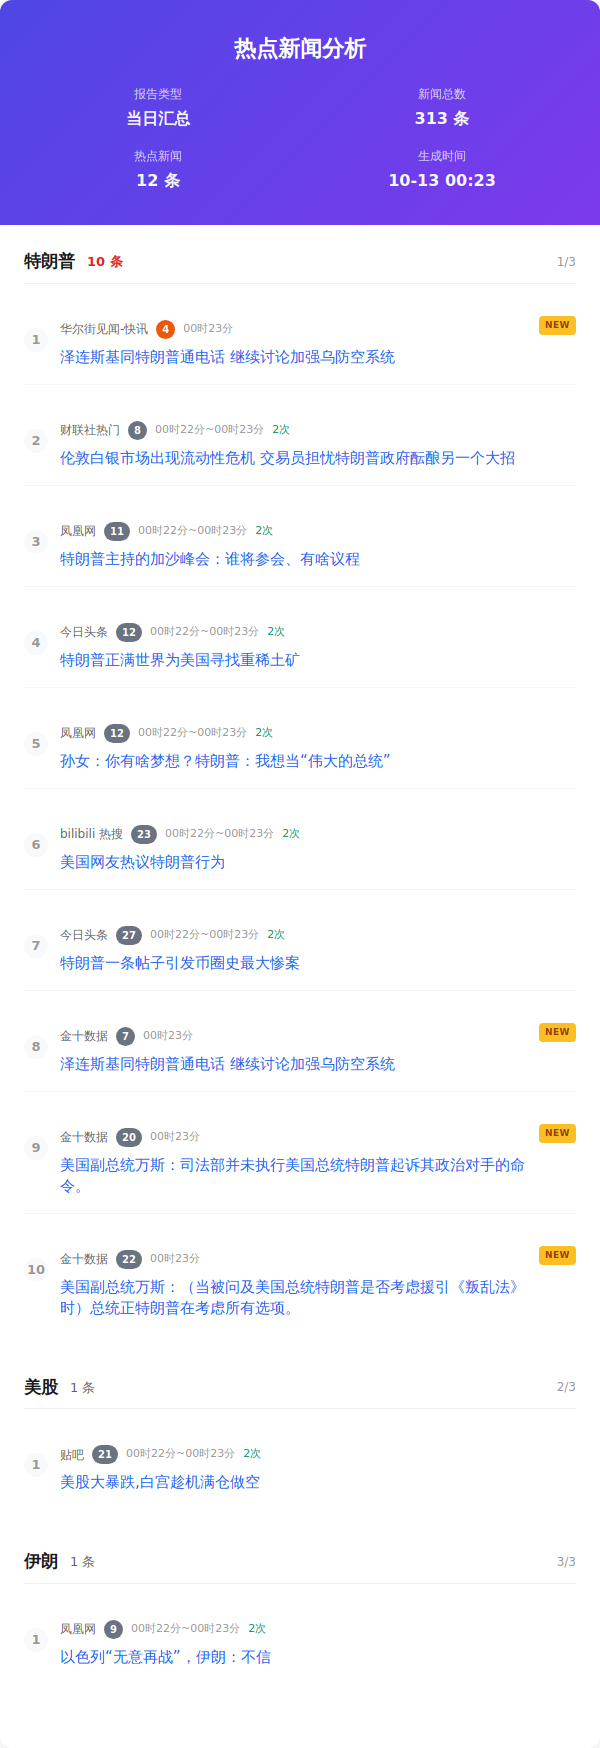 热点新闻分析
报告类型
新闻总数
当日汇总
313 条
热点新闻
生成时间
12 条
10-13 00:23
特朗普 10 条 1/3
1
华尔街见闻-快讯 4 00时23分 NEW
泽连斯基同特朗普通电话 继续讨论加强乌防空系统
2
财联社热门 8 00时22分~00时23分 2次
伦敦白银市场出现流动性危机 交易员担忧特朗普政府酝酿另一个大招
3
凤凰网 11 00时22分~00时23分 2次
特朗普主持的加沙峰会：谁将参会、有啥议程
4
今日头条 12 00时22分~00时23分 2次
特朗普正满世界为美国寻找重稀土矿
5
凤凰网 12 00时22分~00时23分 2次
孙女：你有啥梦想？特朗普：我想当“伟大的总统”
6
bilibili 热搜 23 00时22分~00时23分 2次
美国网友热议特朗普行为
7
今日头条 27 00时22分~00时23分 2次
特朗普一条帖子引发币圈史最大惨案
8
金十数据 7 00时23分 NEW
泽连斯基同特朗普通电话 继续讨论加强乌防空系统
9
金十数据 20 00时23分 NEW
美国副总统万斯：司法部并未执行美国总统特朗普起诉其政治对手的命
令。
10
金十数据 22 00时23分 NEW
美国副总统万斯：（当被问及美国总统特朗普是否考虑援引《叛乱法》
时）总统正特朗普在考虑所有选项。
美股 1 条 2/3
1
贴吧 21 00时22分~00时23分 2次
美股大暴跌,白宫趁机满仓做空
伊朗 1 条 3/3
1
凤凰网 9 00时22分~00时23分 2次
以色列“无意再战”，伊朗：不信